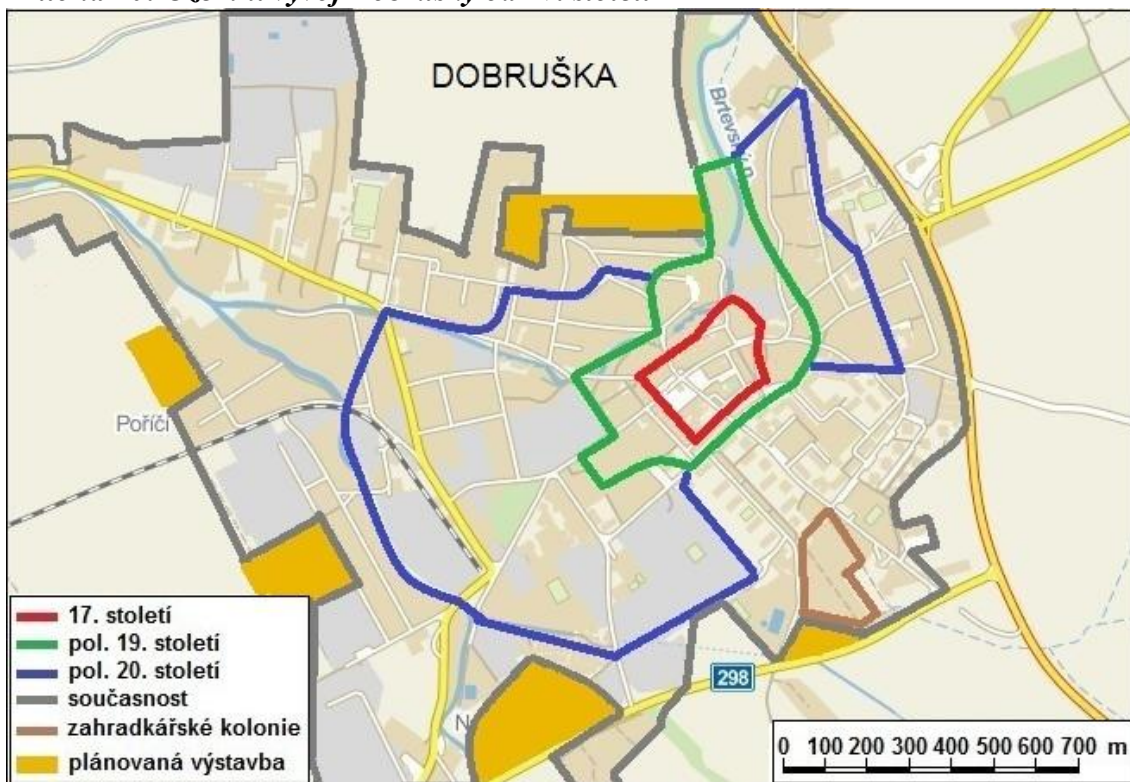 DOBRUŠKA
Brtevský p.
Poříčí
298
N
17. století
pol. 19. století
pol. 20. století
současnost
zahradkářské kolonie
plánovaná výstavba
0 100 200 300 400 500 600 700 m